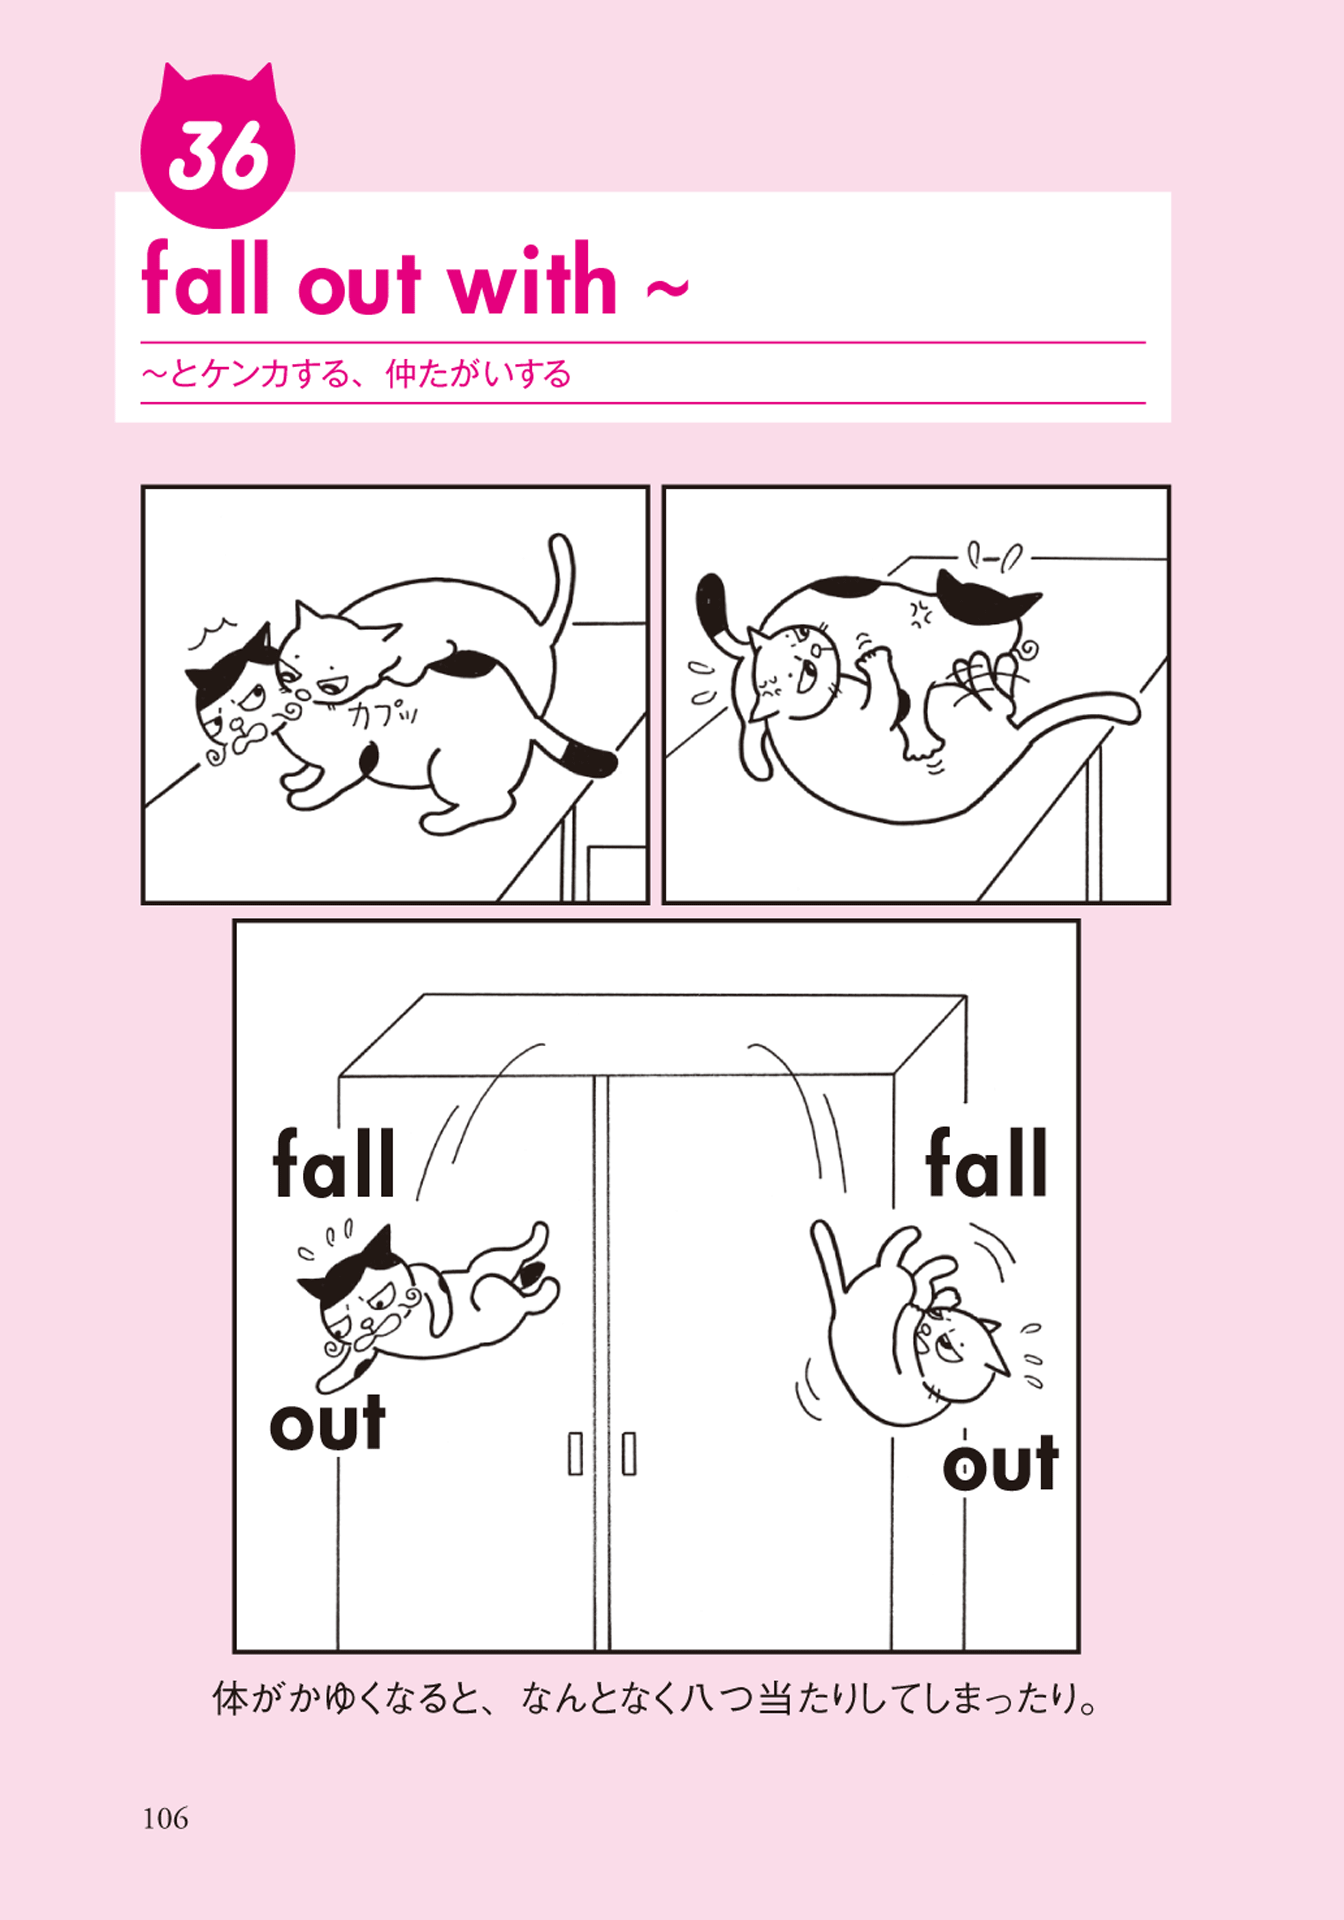 36
fall out with ~
～とケンカする、仲たがいする
カプッ
fall
out
fall
out
体がかゆくなると、なんとなく八つ当たりしてしまったり。
106